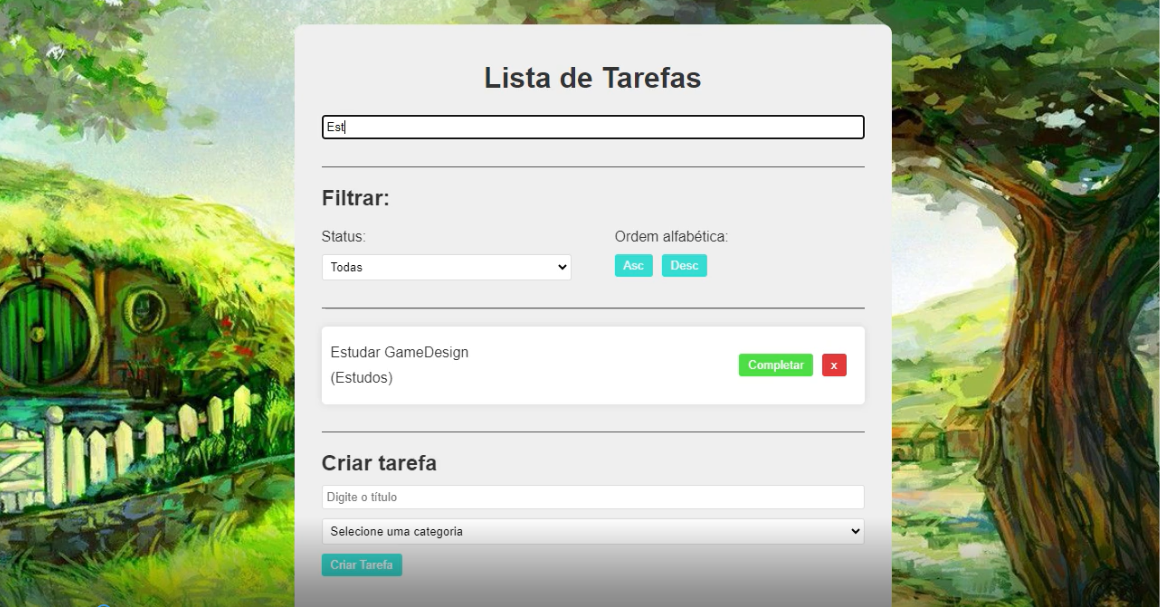 Lista de Tarefas
Est
Filtrar:
Status:
Ordem alfabética:
Todas
Asc Desc
Estudar GameDesign
(Estudos)
Completar x
Criar tarefa
Digite o título
Selecione uma categoria
Criar Tarefa